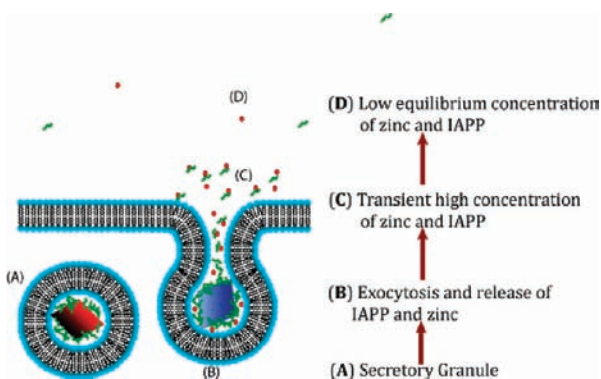 (D)
(C)
(A)
(B)
(D) Low equilibrium concentration
of zinc and IAPP
(C) Transient high concentration
of zinc and IAPP
(B) Exocytosis and release of
IAPP and zinc
(A) Secretory Granule